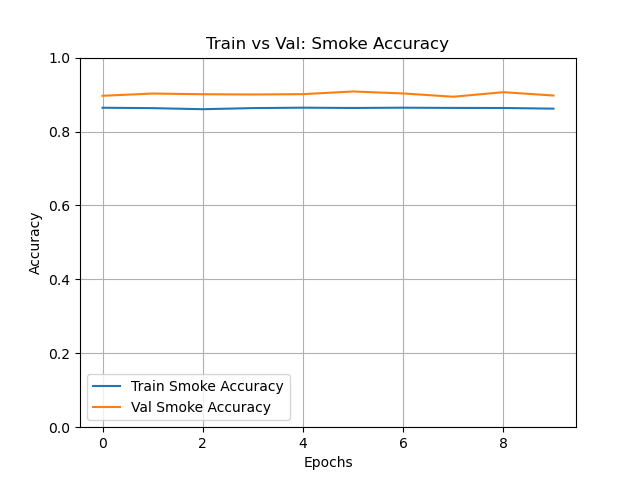 Train vs Val: Smoke Accuracy
1.0
0.8
0.6
0.4
0.2
0.0
Accuracy
Train Smoke Accuracy
Val Smoke Accuracy
0 2 4 6 8
Epochs